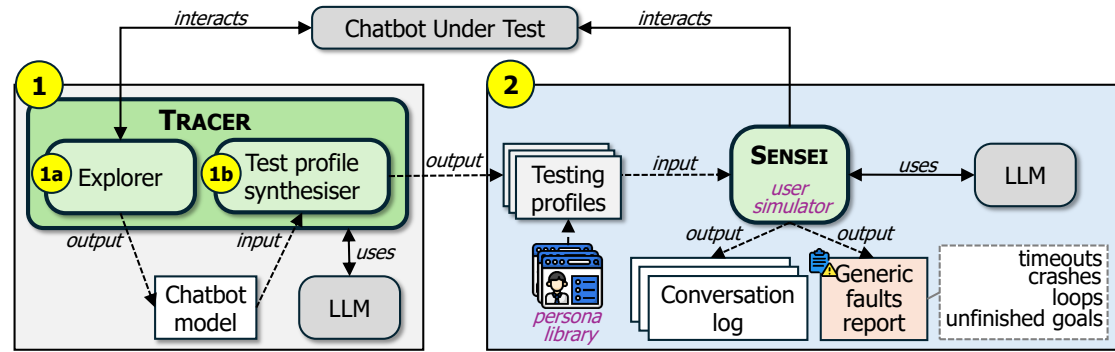 interacts
Chatbot Under Test
interacts
1
2
TRACER
1a
Explorer
1b
Test profile
synthesiser
output
Testing
profiles
input
SENSEI
user
simulator
uses
LLM
output
input
uses
Chatbot
model
LLM
persona
library
output
output
Conversation
log
Generic
faults
report
timeouts
crashes
loops
unfinished goals